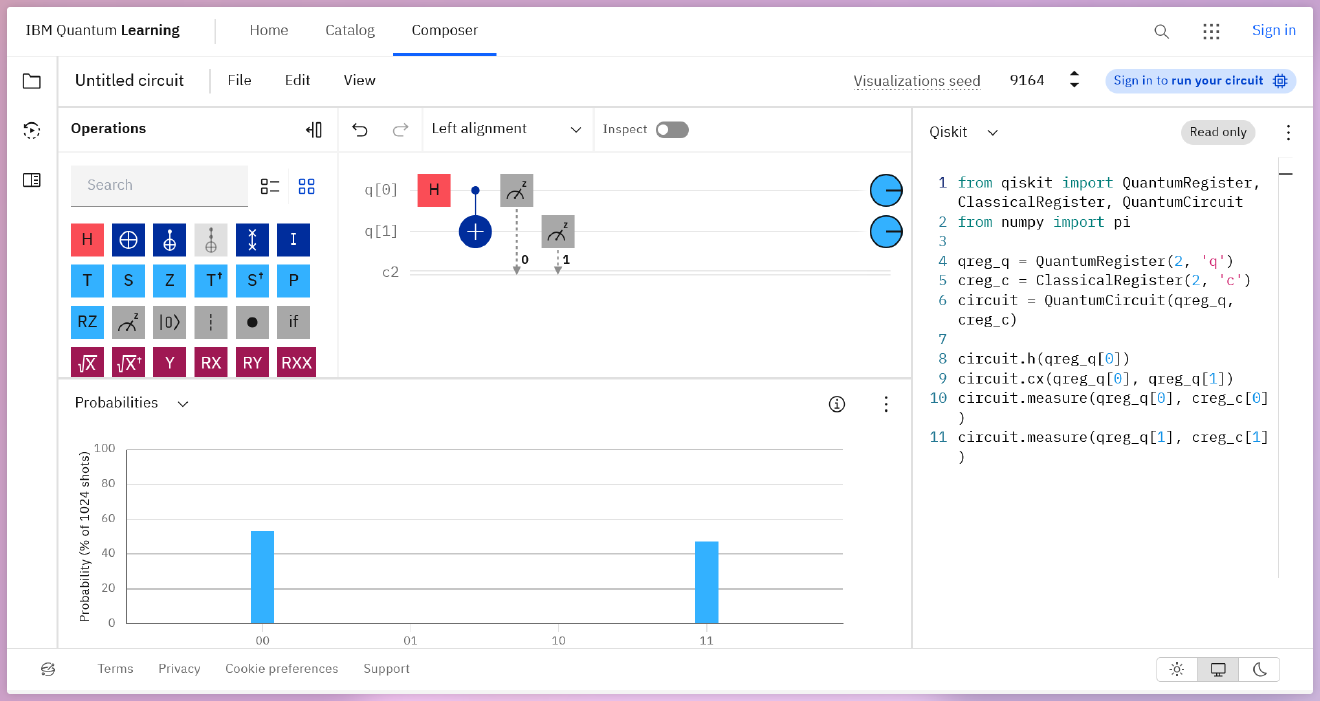 IBM Quantum Learning
Home
Catalog
Composer
Sign in
Untitled circuit
File
Edit
View
Visualizations seed
9164
Sign in to run your circuit
Operations
Left alignment
Inspect
Qiskit
Read only
Search
H
I
T
S
Z
T†
S†
P
RZ
z
|0⟩
if
√X
√X†
Y
RX
RY
RXX
q[0]
H
z
q[1]
z
0
1
c2
1 from qiskit import QuantumRegister,
ClassicalRegister, QuantumCircuit
2 from numpy import pi
3
4 qreg_q = QuantumRegister(2, 'q')
5 creg_c = ClassicalRegister(2, 'c')
6 circuit = QuantumCircuit(qreg_q,
creg_c)
7
8 circuit.h(qreg_q[0])
9 circuit.cx(qreg_q[0], qreg_q[1])
10 circuit.measure(qreg_q[0], creg_c[0]
)
11 circuit.measure(qreg_q[1], creg_c[1]
)
Probabilities
Probability (% of 1024 shots)
100
80
60
40
20
0
00
01
10
11
Terms
Privacy
Cookie preferences
Support